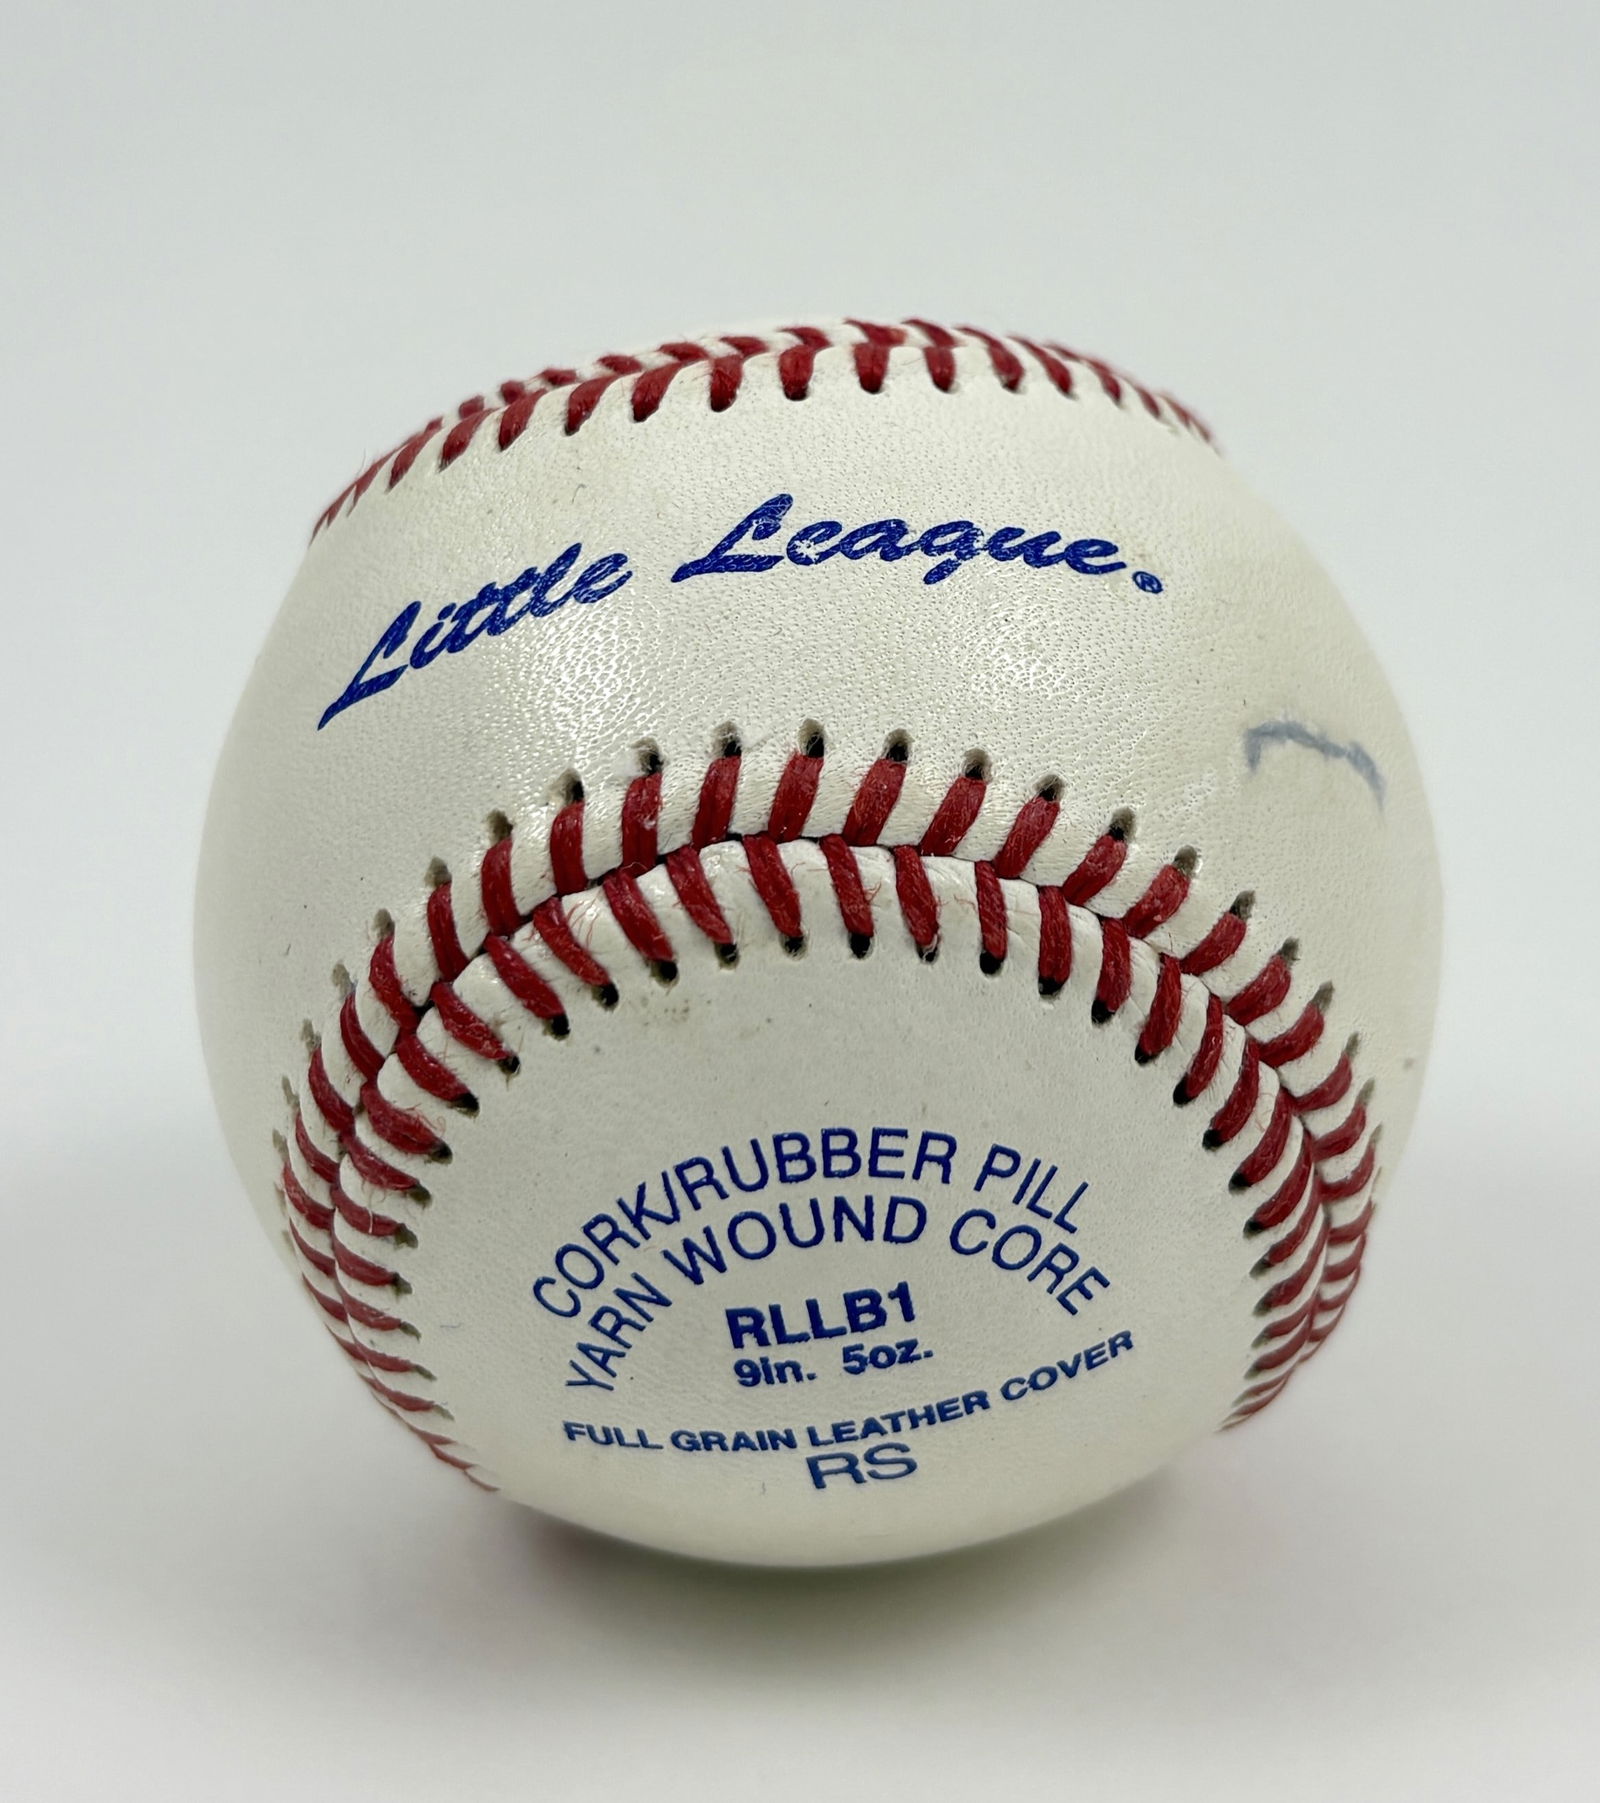 Little League®
CORK/RUBBER PILL
YARN WOUND CORE
RLLB1
9in. 5oz.
FULL GRAIN LEATHER COVER
RS